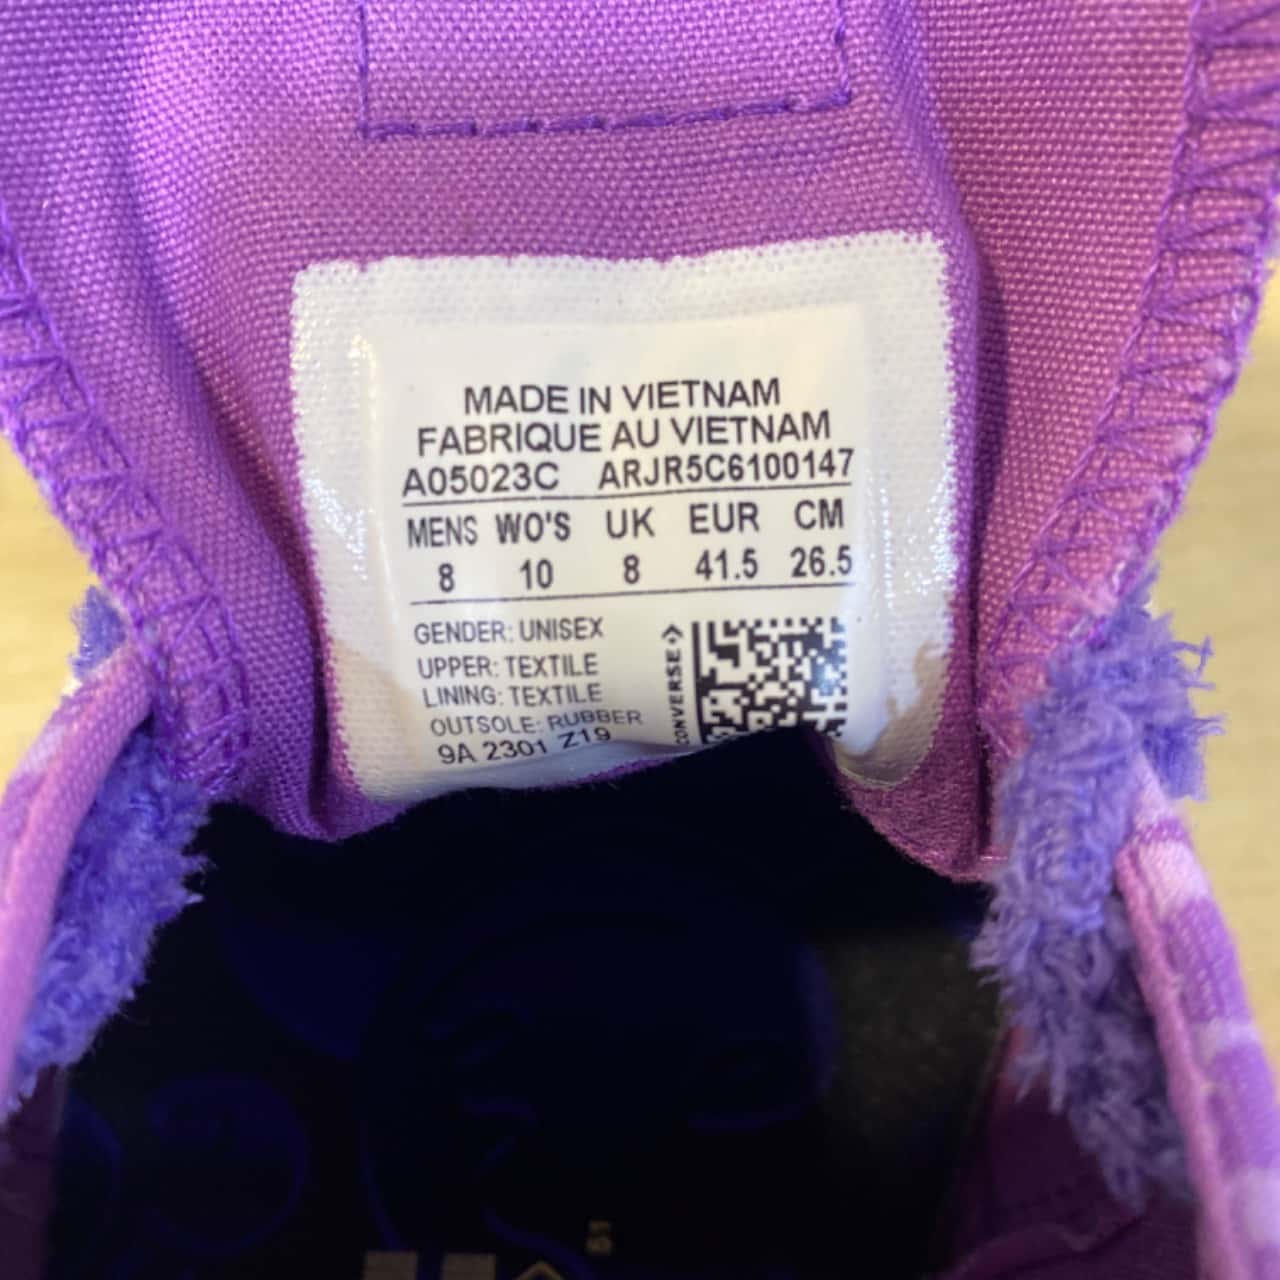 MADE IN VIETNAM
FABRIQUE AU VIETNAM
A05023C ARJR5C6100147
MENS WO'S UK EUR CM
8 10 8 41.5 26.5
GENDER: UNISEX
UPPER: TEXTILE
LINING: TEXTILE
OUTSOLE: RUBBER
9A 2301 Z19
CONVERSE